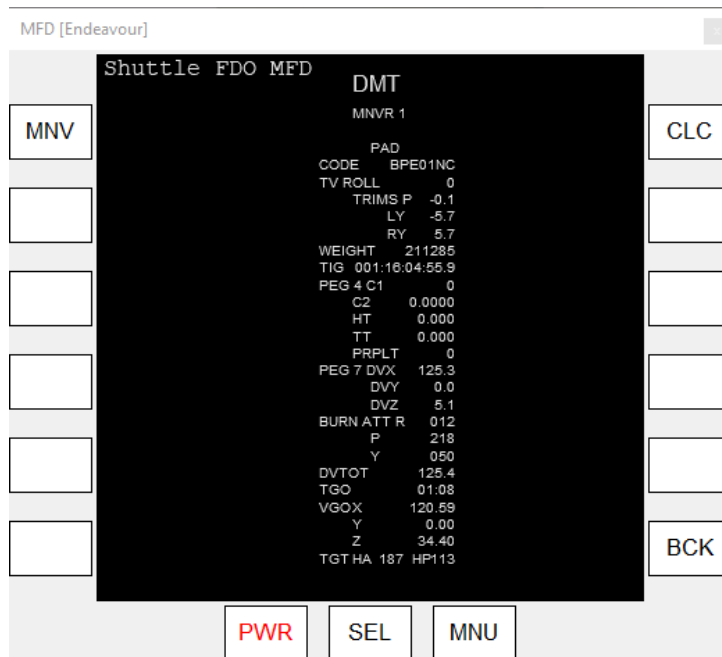 MFD [Endeavour]
Shuttle FDO MFD
DMT
MNVR 1
MNV
CLC
PAD
CODE BPE01NC
TV ROLL 0
TRIMS P -0.1
LY -5.7
RY 5.7
WEIGHT 211285
TIG 001:16:04:55.9
PEG 4 C1 0
C2 0.0000
HT 0.000
TT 0.000
PRPLT 0
PEG 7 DVX 125.3
DVY 0.0
DVZ 5.1
BURN ATT R 012
P 218
Y 050
DVTOT 125.4
TGO 01:08
VGOX 120.59
Y 0.00
Z 34.40
BCK
TGT HA 187 HP113
PWR SEL MNU